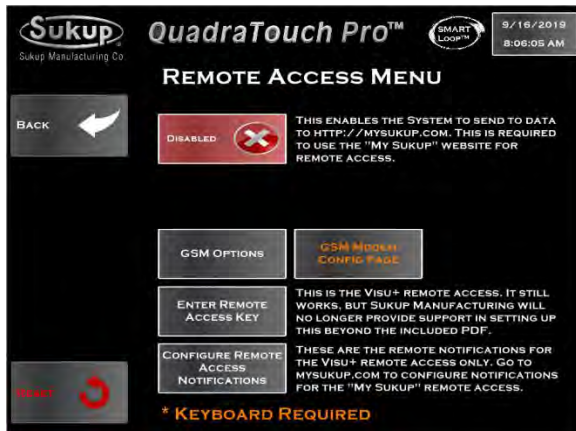 SUKUP
Sukup Manufacturing Co.
QUADRATOUCH PRO™
SMART
LOOP™
9/16/2019
8:06:05 AM
REMOTE ACCESS MENU
BACK
DISABLED
THIS ENABLES THE SYSTEM TO SEND TO DATA
TO HTTP://MYSUKUP.COM. THIS IS REQUIRED
TO USE THE "MY SUKUP" WEBSITE FOR
REMOTE ACCESS.
GSM OPTIONS
GSM MODEM
CONFIG PAGE
ENTER REMOTE
ACCESS KEY
THIS IS THE VISU+ REMOTE ACCESS. IT STILL
WORKS, BUT SUKUP MANUFACTURING WILL
NO LONGER PROVIDE SUPPORT IN SETTING UP
THIS BEYOND THE INCLUDED PDF.
CONFIGURE REMOTE
ACCESS
NOTIFICATIONS
THESE ARE THE REMOTE NOTIFICATIONS FOR
THE VISU+ REMOTE ACCESS ONLY. GO TO
MYSUKUP.COM TO CONFIGURE NOTIFICATIONS
FOR THE "MY SUKUP" REMOTE ACCESS.
RESET
* KEYBOARD REQUIRED